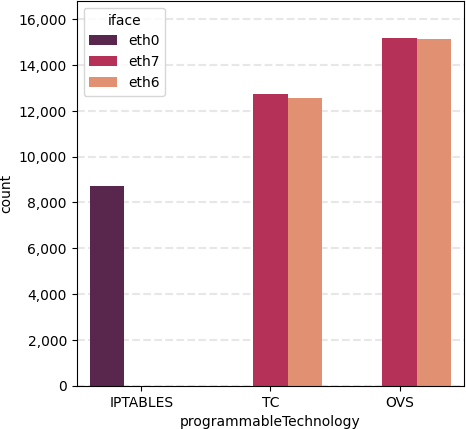 iface
eth0
eth7
eth6
count
16,000
14,000
12,000
10,000
8,000
6,000
4,000
2,000
0
IPTABLES TC OVS
programmableTechnology